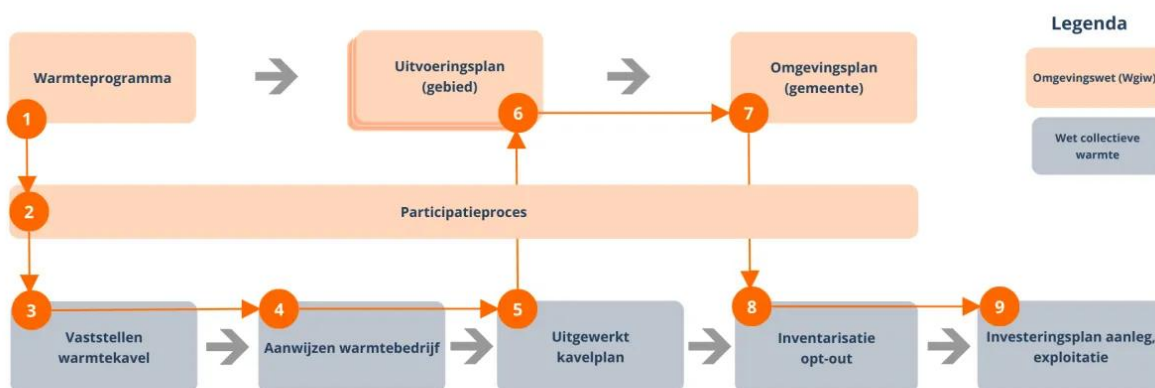 Legenda
Warmteprogramma
Uitvoeringsplan
(gebied)
Omgevingsplan
(gemeente)
Omgevingswet (Wgiw)
1
6
7
Wet collectieve
warmte
2
Participatieproces
3
4
5
8
9
Vaststellen
warmtekavel
Aanwijzen warmtebedrijf
Uitgewerkt
kavelplan
Inventarisatie
opt-out
Investeringsplan aanleg,
exploitatie